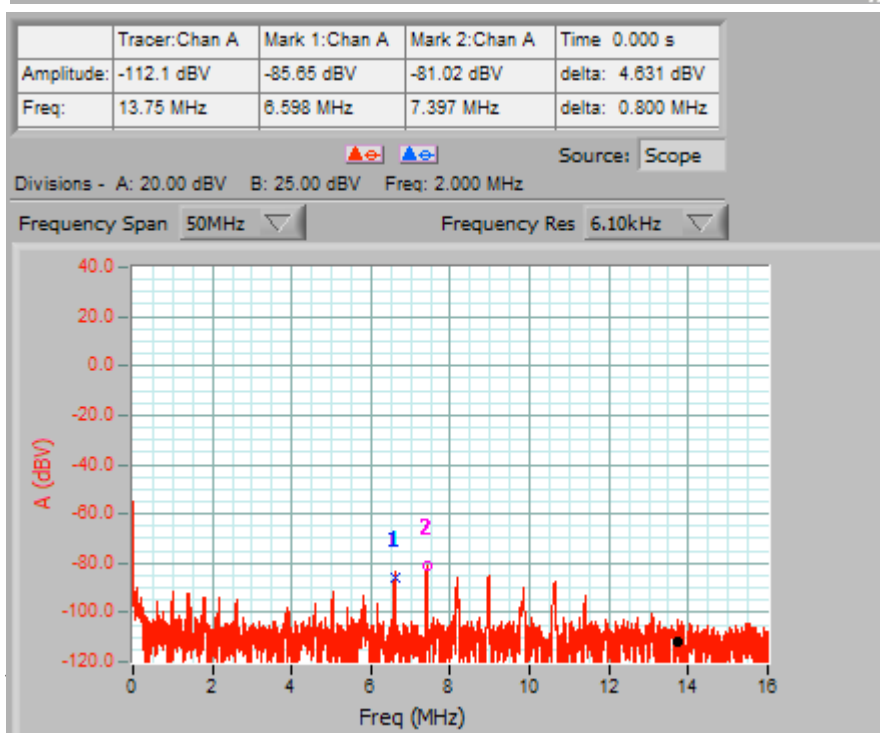 Tracer:Chan A Mark 1:Chan A Mark 2:Chan A Time 0.000 s
Amplitude: -112.1 dBV -85.65 dBV -81.02 dBV delta: 4.631 dBV
Freq: 13.75 MHz 6.598 MHz 7.397 MHz delta: 0.800 MHz
Source: Scope
Divisions - A: 20.00 dBV B: 25.00 dBV Freq: 2.000 MHz
Frequency Span 50MHz Frequency Res 6.10kHz
40.0
20.0
0.0
-20.0
-40.0
-60.0
-80.0
-100.0
-120.0
A (dBV)
1 2
0 2 4 6 8 10 12 14 16
Freq (MHz)